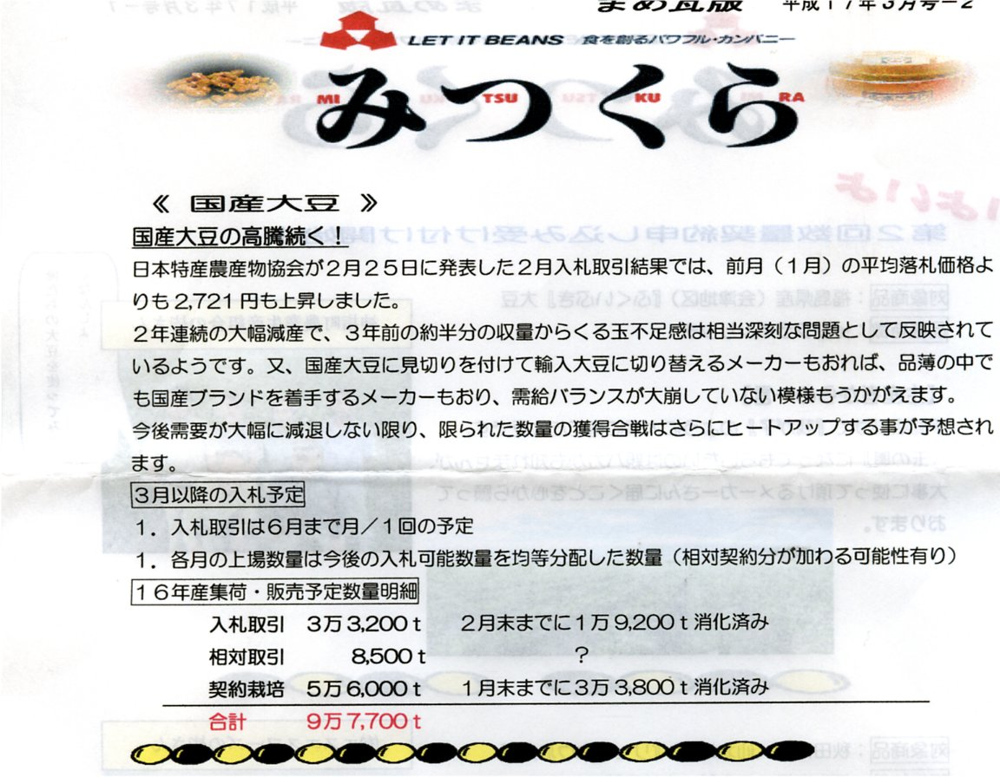 まめ瓦版 平成17年3月号-2
LET IT BEANS 食を創るパワフル・カンパニー
みつくら
MI TSU KU RA
≪ 国産大豆 ≫
国産大豆の高騰続く！
日本特産農産物協会が２月２５日に発表した２月入札取引結果では、前月（１月）の平均落札価格よ
りも 2,721 円も上昇しました。
２年連続の大幅減産で、３年前の約半分の収量からくる玉不足感は相当深刻な問題として反映されて
いるようです。又、国産大豆に見切りを付けて輸入大豆に切り替えるメーカーもおれば、品薄の中で
も国産ブランドを着手するメーカーもおり、需給バランスが大崩していない模様もうかがえます。
今後需要が大幅に減退しない限り、限られた数量の獲得合戦はさらにヒートアップする事が予想され
ます。
３月以降の入札予定
１．入札取引は６月まで月／１回の予定
１．各月の上場数量は今後の入札可能数量を均等分配した数量（相対契約分が加わる可能性有り）
１６年産集荷・販売予定数量明細
入札取引 3万 3,200 t ２月末までに１万 9,200 t 消化済み
相対取引 8,500 t ？
契約栽培 5万 6,000 t １月末までに３万 3,800 t 消化済み
合計 9万 7,700 t